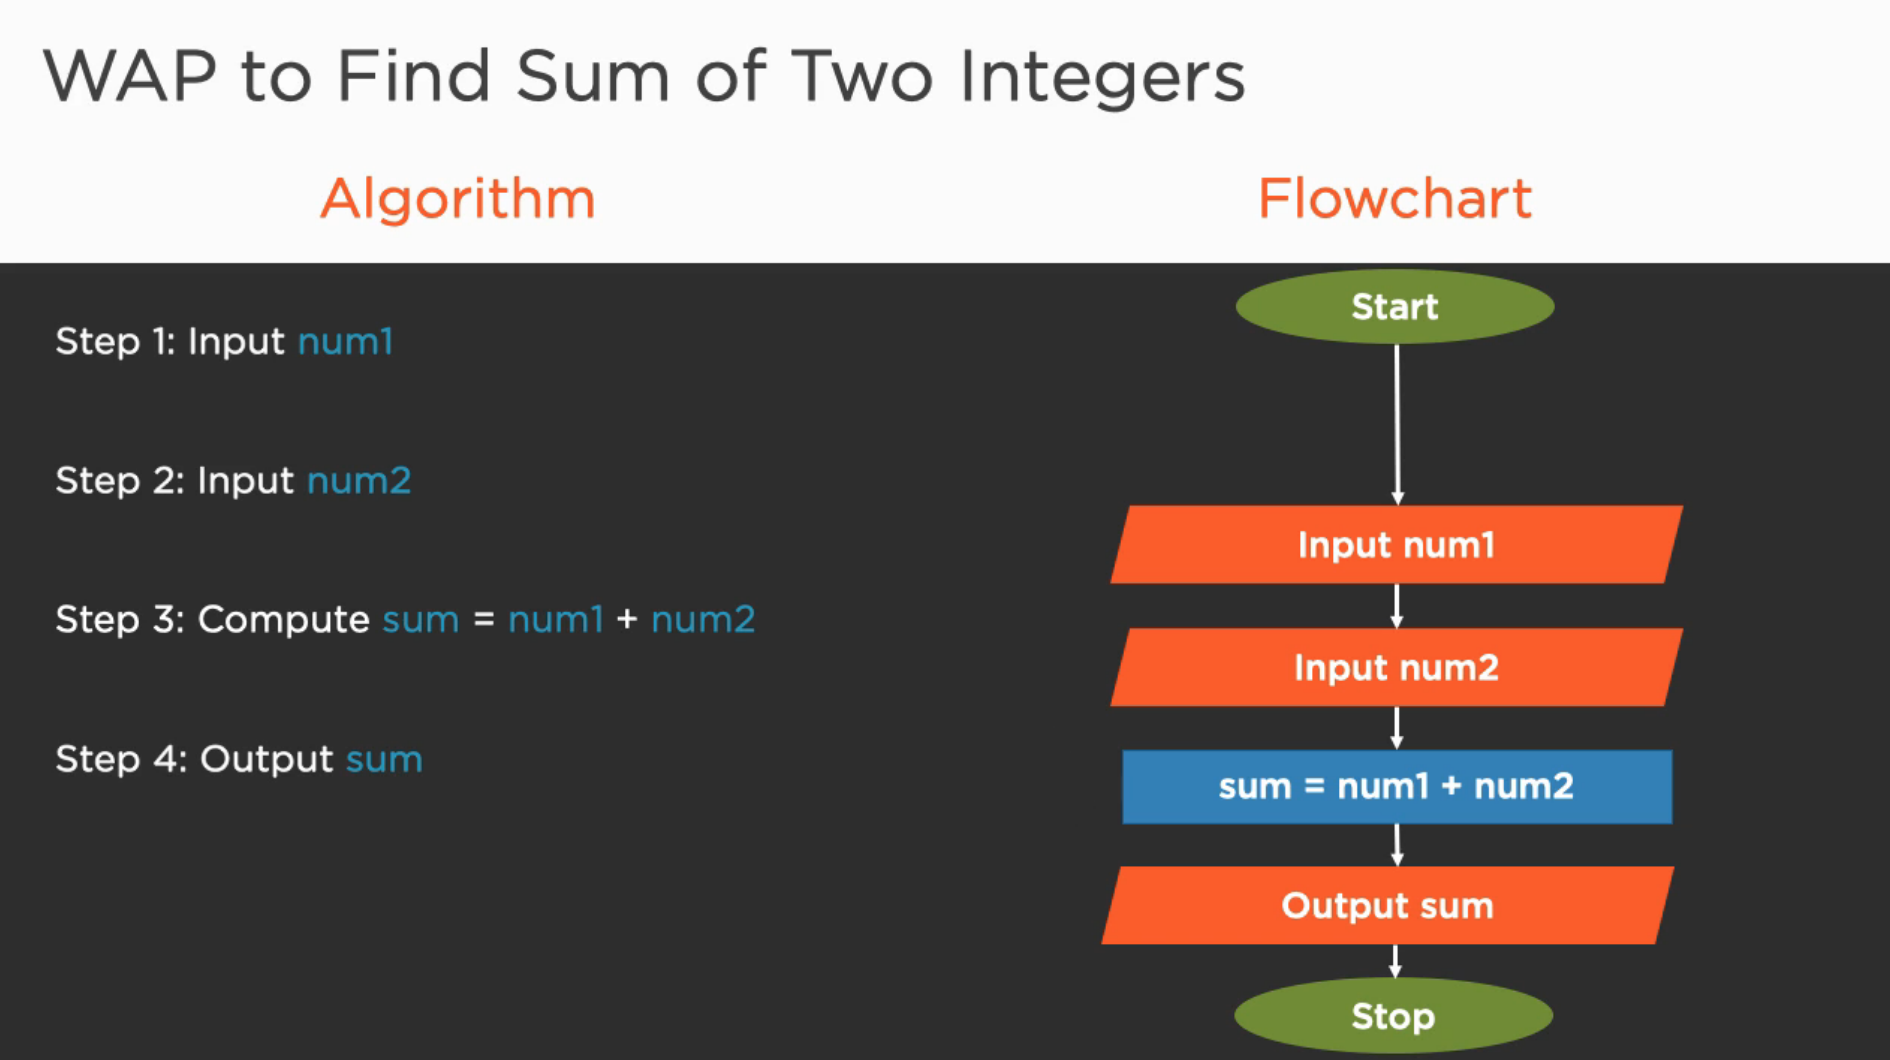 WAP to Find Sum of Two Integers
Algorithm
Step 1: Input num1
Step 2: Input num2
Step 3: Compute sum = num1 + num2
Step 4: Output sum
Flowchart
Start
Input num1
Input num2
sum = num1 + num2
Output sum
Stop